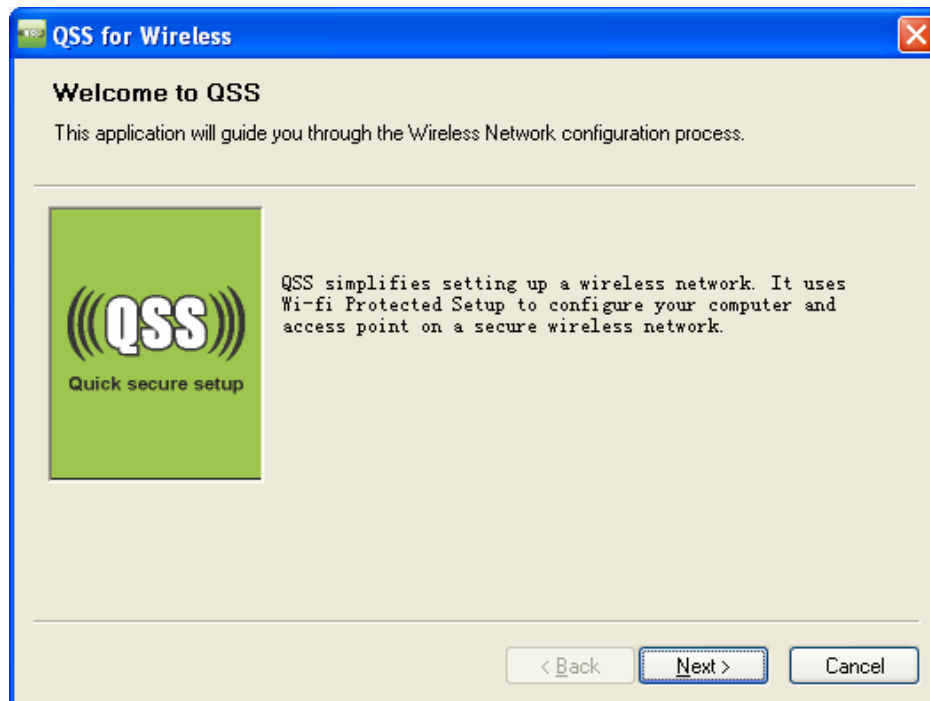 QSS for Wireless
Welcome to QSS
This application will guide you through the Wireless Network configuration process.
QSS
Quick secure setup
QSS simplifies setting up a wireless network. It uses
Wi-fi Protected Setup to configure your computer and
access point on a secure wireless network.
< Back
Next >
Cancel